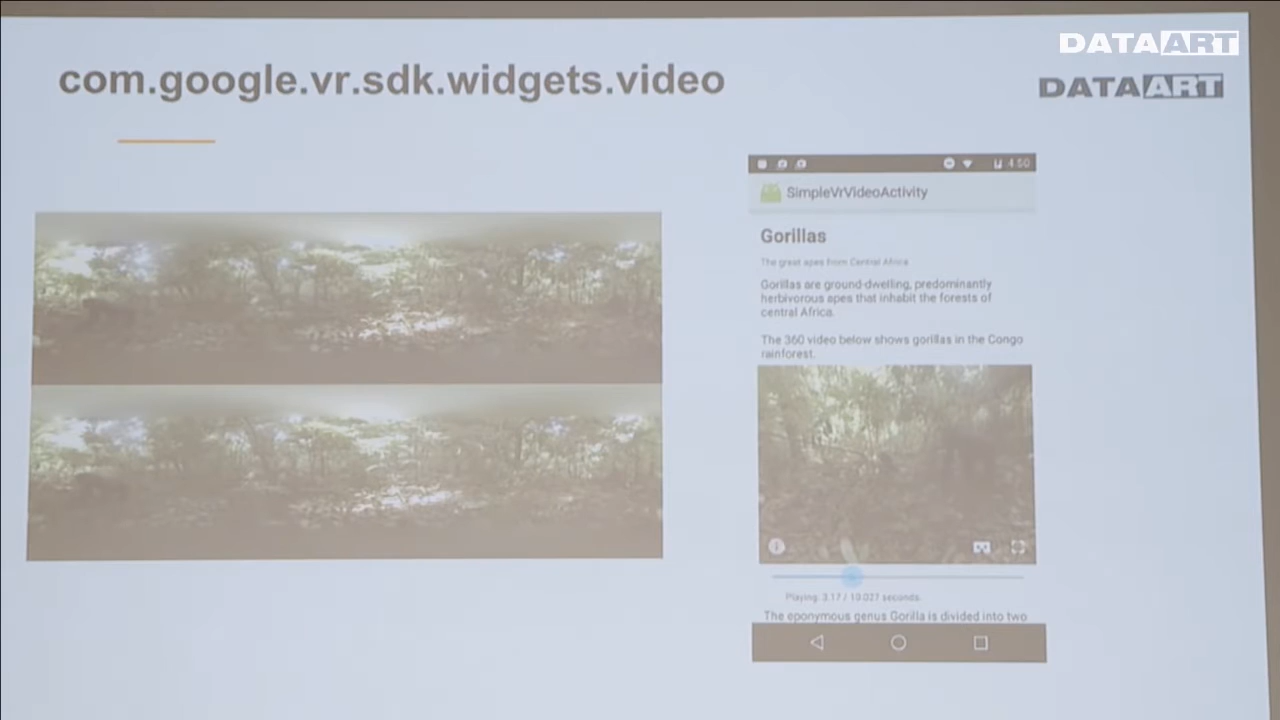 DATAART
com.google.vr.sdk.widgets.video
DATAART
4:50
SimpleVrVideoActivity
Gorillas
The great apes from Central Africa
Gorillas are ground-dwelling, predominantly
herbivorous apes that inhabit the forests of
central Africa.
The 360 video below shows gorillas in the Congo
rainforest.
Playing: 3.17 / 10.027 seconds.
The eponymous genus Gorilla is divided into two